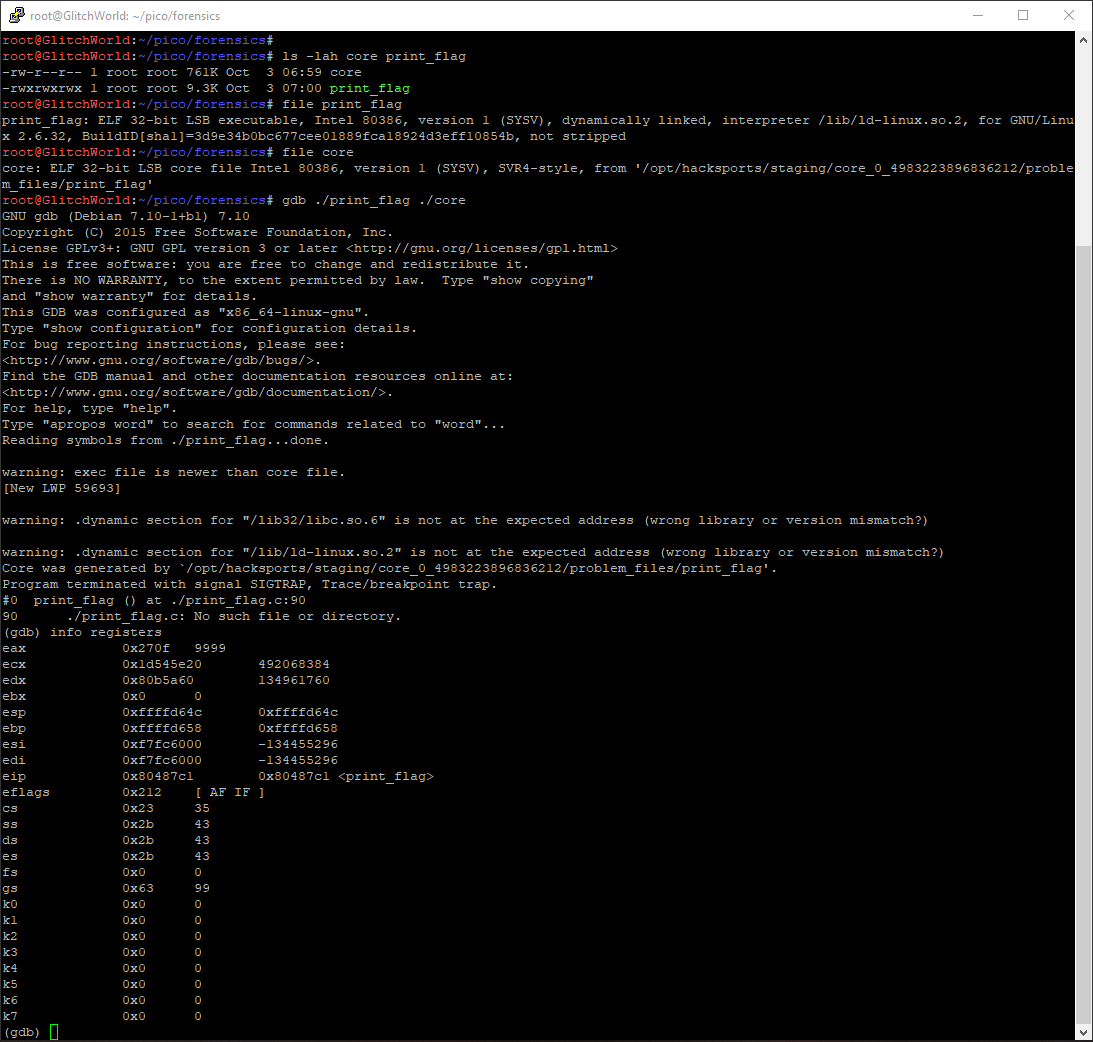 root@GlitchWorld: ~/pico/forensics
root@GlitchWorld:~/pico/forensics#
root@GlitchWorld:~/pico/forensics# ls -lah core print_flag
-rw-r--r-- 1 root root 761K Oct  3 06:59 core
-rwxrwxrwx 1 root root 9.3K Oct  3 07:00 print_flag
root@GlitchWorld:~/pico/forensics# file print_flag
print_flag: ELF 32-bit LSB executable, Intel 80386, version 1 (SYSV), dynamically linked, interpreter /lib/ld-linux.so.2, for GNU/Linu
x 2.6.32, BuildID[sha1]=3d9e34b0bc677cee01889fca18924d3eff10854b, not stripped
root@GlitchWorld:~/pico/forensics# file core
core: ELF 32-bit LSB core file Intel 80386, version 1 (SYSV), SVR4-style, from '/opt/hacksports/staging/core_0_4983223896836212/proble
m_files/print_flag'
root@GlitchWorld:~/pico/forensics# gdb ./print_flag ./core
GNU gdb (Debian 7.10-1+b1) 7.10
Copyright (C) 2015 Free Software Foundation, Inc.
License GPLv3+: GNU GPL version 3 or later <http://gnu.org/licenses/gpl.html>
This is free software: you are free to change and redistribute it.
There is NO WARRANTY, to the extent permitted by law.  Type "show copying"
and "show warranty" for details.
This GDB was configured as "x86_64-linux-gnu".
Type "show configuration" for configuration details.
For bug reporting instructions, please see:
<http://www.gnu.org/software/gdb/bugs/>.
Find the GDB manual and other documentation resources online at:
<http://www.gnu.org/software/gdb/documentation/>.
For help, type "help".
Type "apropos word" to search for commands related to "word"...
Reading symbols from ./print_flag...done.
warning: exec file is newer than core file.
[New LWP 59693]
warning: .dynamic section for "/lib32/libc.so.6" is not at the expected address (wrong library or version mismatch?)
warning: .dynamic section for "/lib/ld-linux.so.2" is not at the expected address (wrong library or version mismatch?)
Core was generated by `/opt/hacksports/staging/core_0_4983223896836212/problem_files/print_flag'.
Program terminated with signal SIGTRAP, Trace/breakpoint trap.
#0  print_flag () at ./print_flag.c:90
90      ./print_flag.c: No such file or directory.
(gdb) info registers
eax            0x270f   9999
ecx            0x1d545e20       492068384
edx            0x80b5a60        134961760
ebx            0x0      0
esp            0xffffd64c       0xffffd64c
ebp            0xffffd658       0xffffd658
esi            0xf7fc6000       -134455296
edi            0xf7fc6000       -134455296
eip            0x80487c1        0x80487c1 <print_flag>
eflags         0x212    [ AF IF ]
cs             0x23     35
ss             0x2b     43
ds             0x2b     43
es             0x2b     43
fs             0x0      0
gs             0x63     99
k0             0x0      0
k1             0x0      0
k2             0x0      0
k3             0x0      0
k4             0x0      0
k5             0x0      0
k6             0x0      0
k7             0x0      0
(gdb)